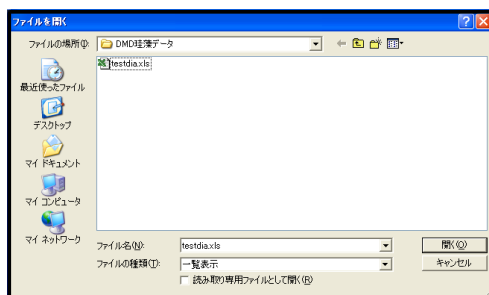 ファイルを開く
ファイルの場所(I):
DMD珪藻データ
testdia.xls
最近使ったファイル
デスクトップ
マイ ドキュメント
マイ コンピュータ
マイ ネットワーク
ファイル名(N):
testdia.xls
開く(O)
ファイルの種類(T):
一覧表示
キャンセル
読み取り専用ファイルとして開く(R)